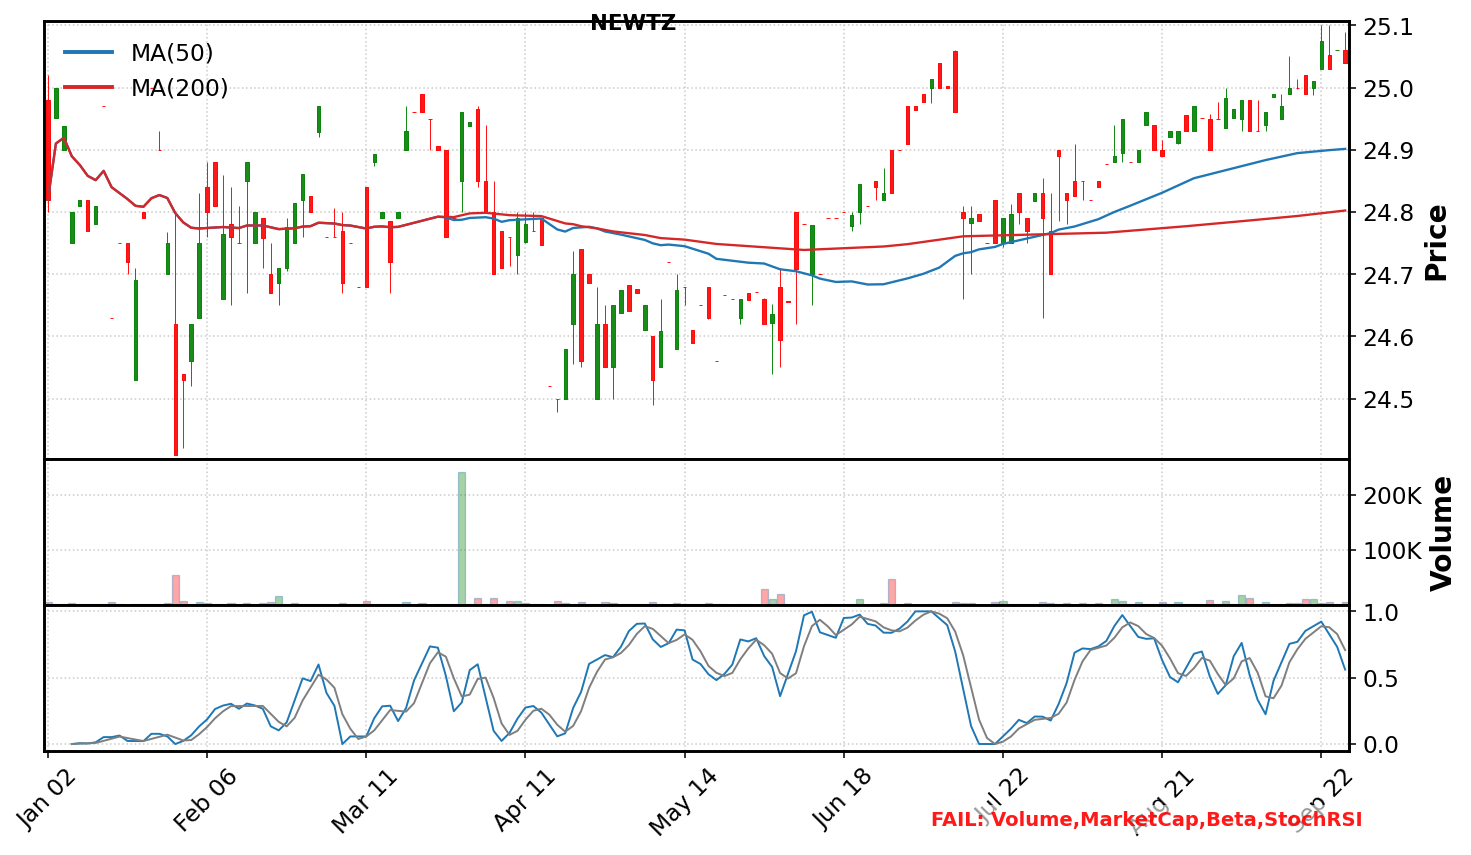 NEWTZ
MA(50)
MA(200)
25.1
25.0
24.9
24.8
24.7
24.6
24.5
Price
200K
100K
Volume
1.0
0.5
0.0
Jan 02
Feb 06
Mar 11
Apr 11
May 14
Jun 18
Jul 22
Aug 21
Sep 22
FAIL: Volume,MarketCap,Beta,StochRSI